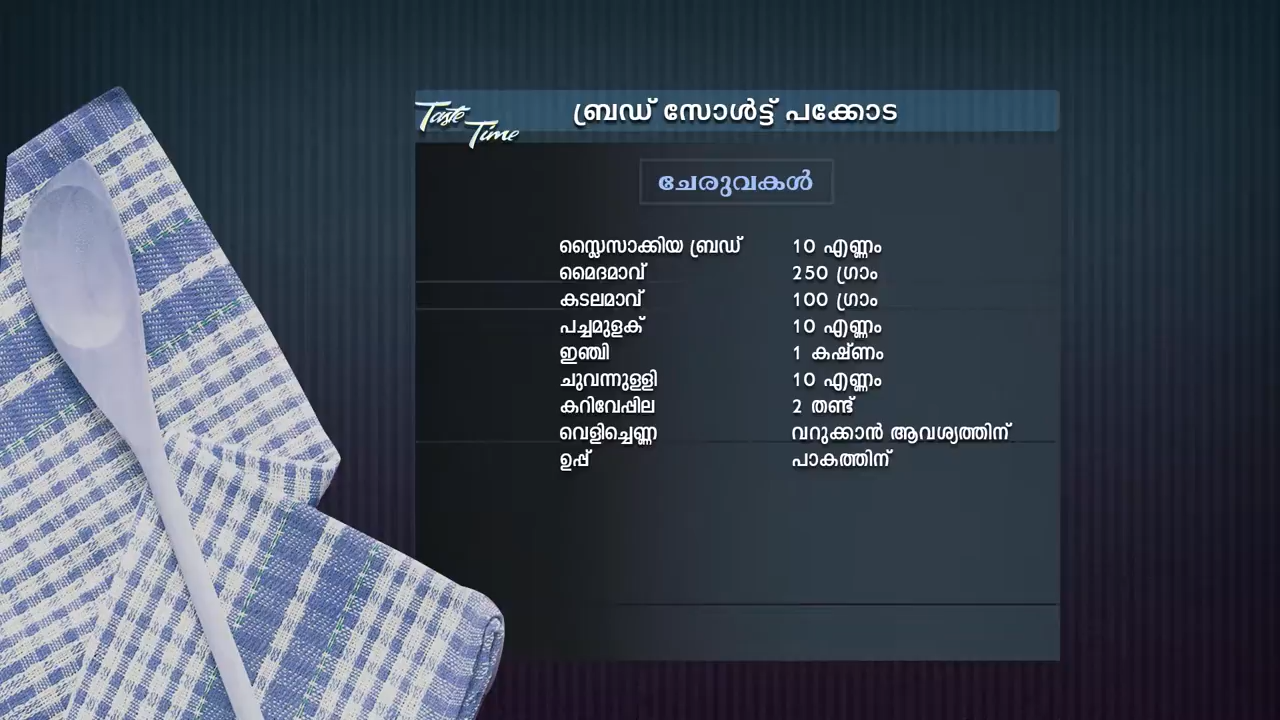 Taste Time
ബ്രഡ് സോൾട്ട് പക്കോട
ചേരുവകൾ
സ്ലൈസാക്കിയ ബ്രഡ് 10 എണ്ണം
മൈദമാവ് 250 ഗ്രാം
കടലമാവ് 100 ഗ്രാം
പച്ചമുളക് 10 എണ്ണം
ഇഞ്ചി 1 കഷ്ണം
ചുവന്നുള്ളി 10 എണ്ണം
കറിവേപ്പില 2 തണ്ട്
വെളിച്ചെണ്ണ വറുക്കാൻ ആവശ്യത്തിന്
ഉപ്പ് പാകത്തിന്